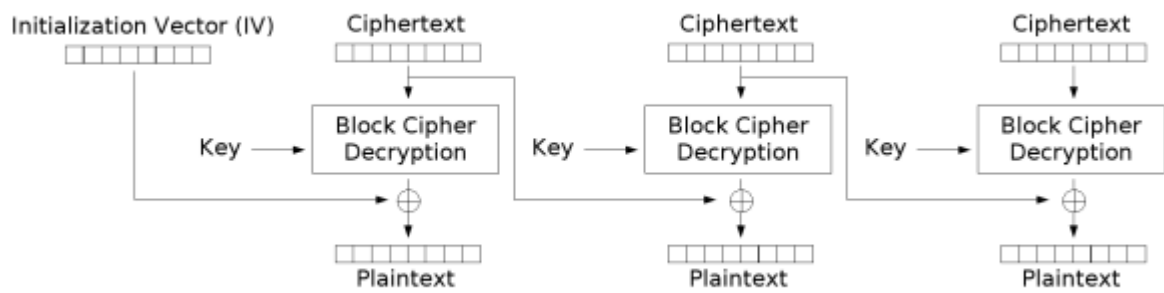 Initialization Vector (IV)
Ciphertext
Ciphertext
Ciphertext
Key
Block Cipher
Decryption
Key
Block Cipher
Decryption
Key
Block Cipher
Decryption
Plaintext
Plaintext
Plaintext